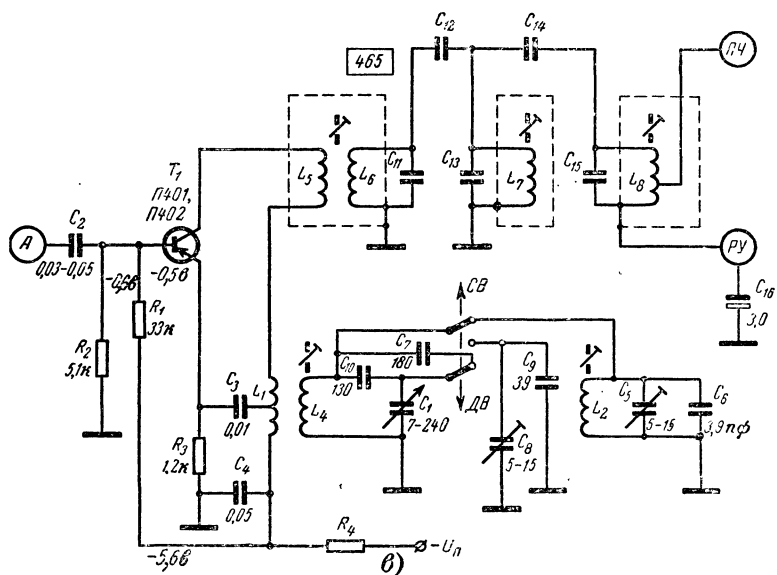 C12
C14
465
ПЧ
T1
П401,
П402
L5
L6
C11
C13
L7
C15
L8
A
C2
0,03-0,05
-0,5в
-0,6в
R1
33к
СВ
РУ
C16
3,0
R2
5,1к
C7
180
C10
130
C9
39
C3
0,01
L1
L4
C1
7-240
ДВ
L2
C5
5-15
C6
3,9пф
R3
1,2к
C8
5-15
C4
0,05
R4
-Uп
-5,6в
в)